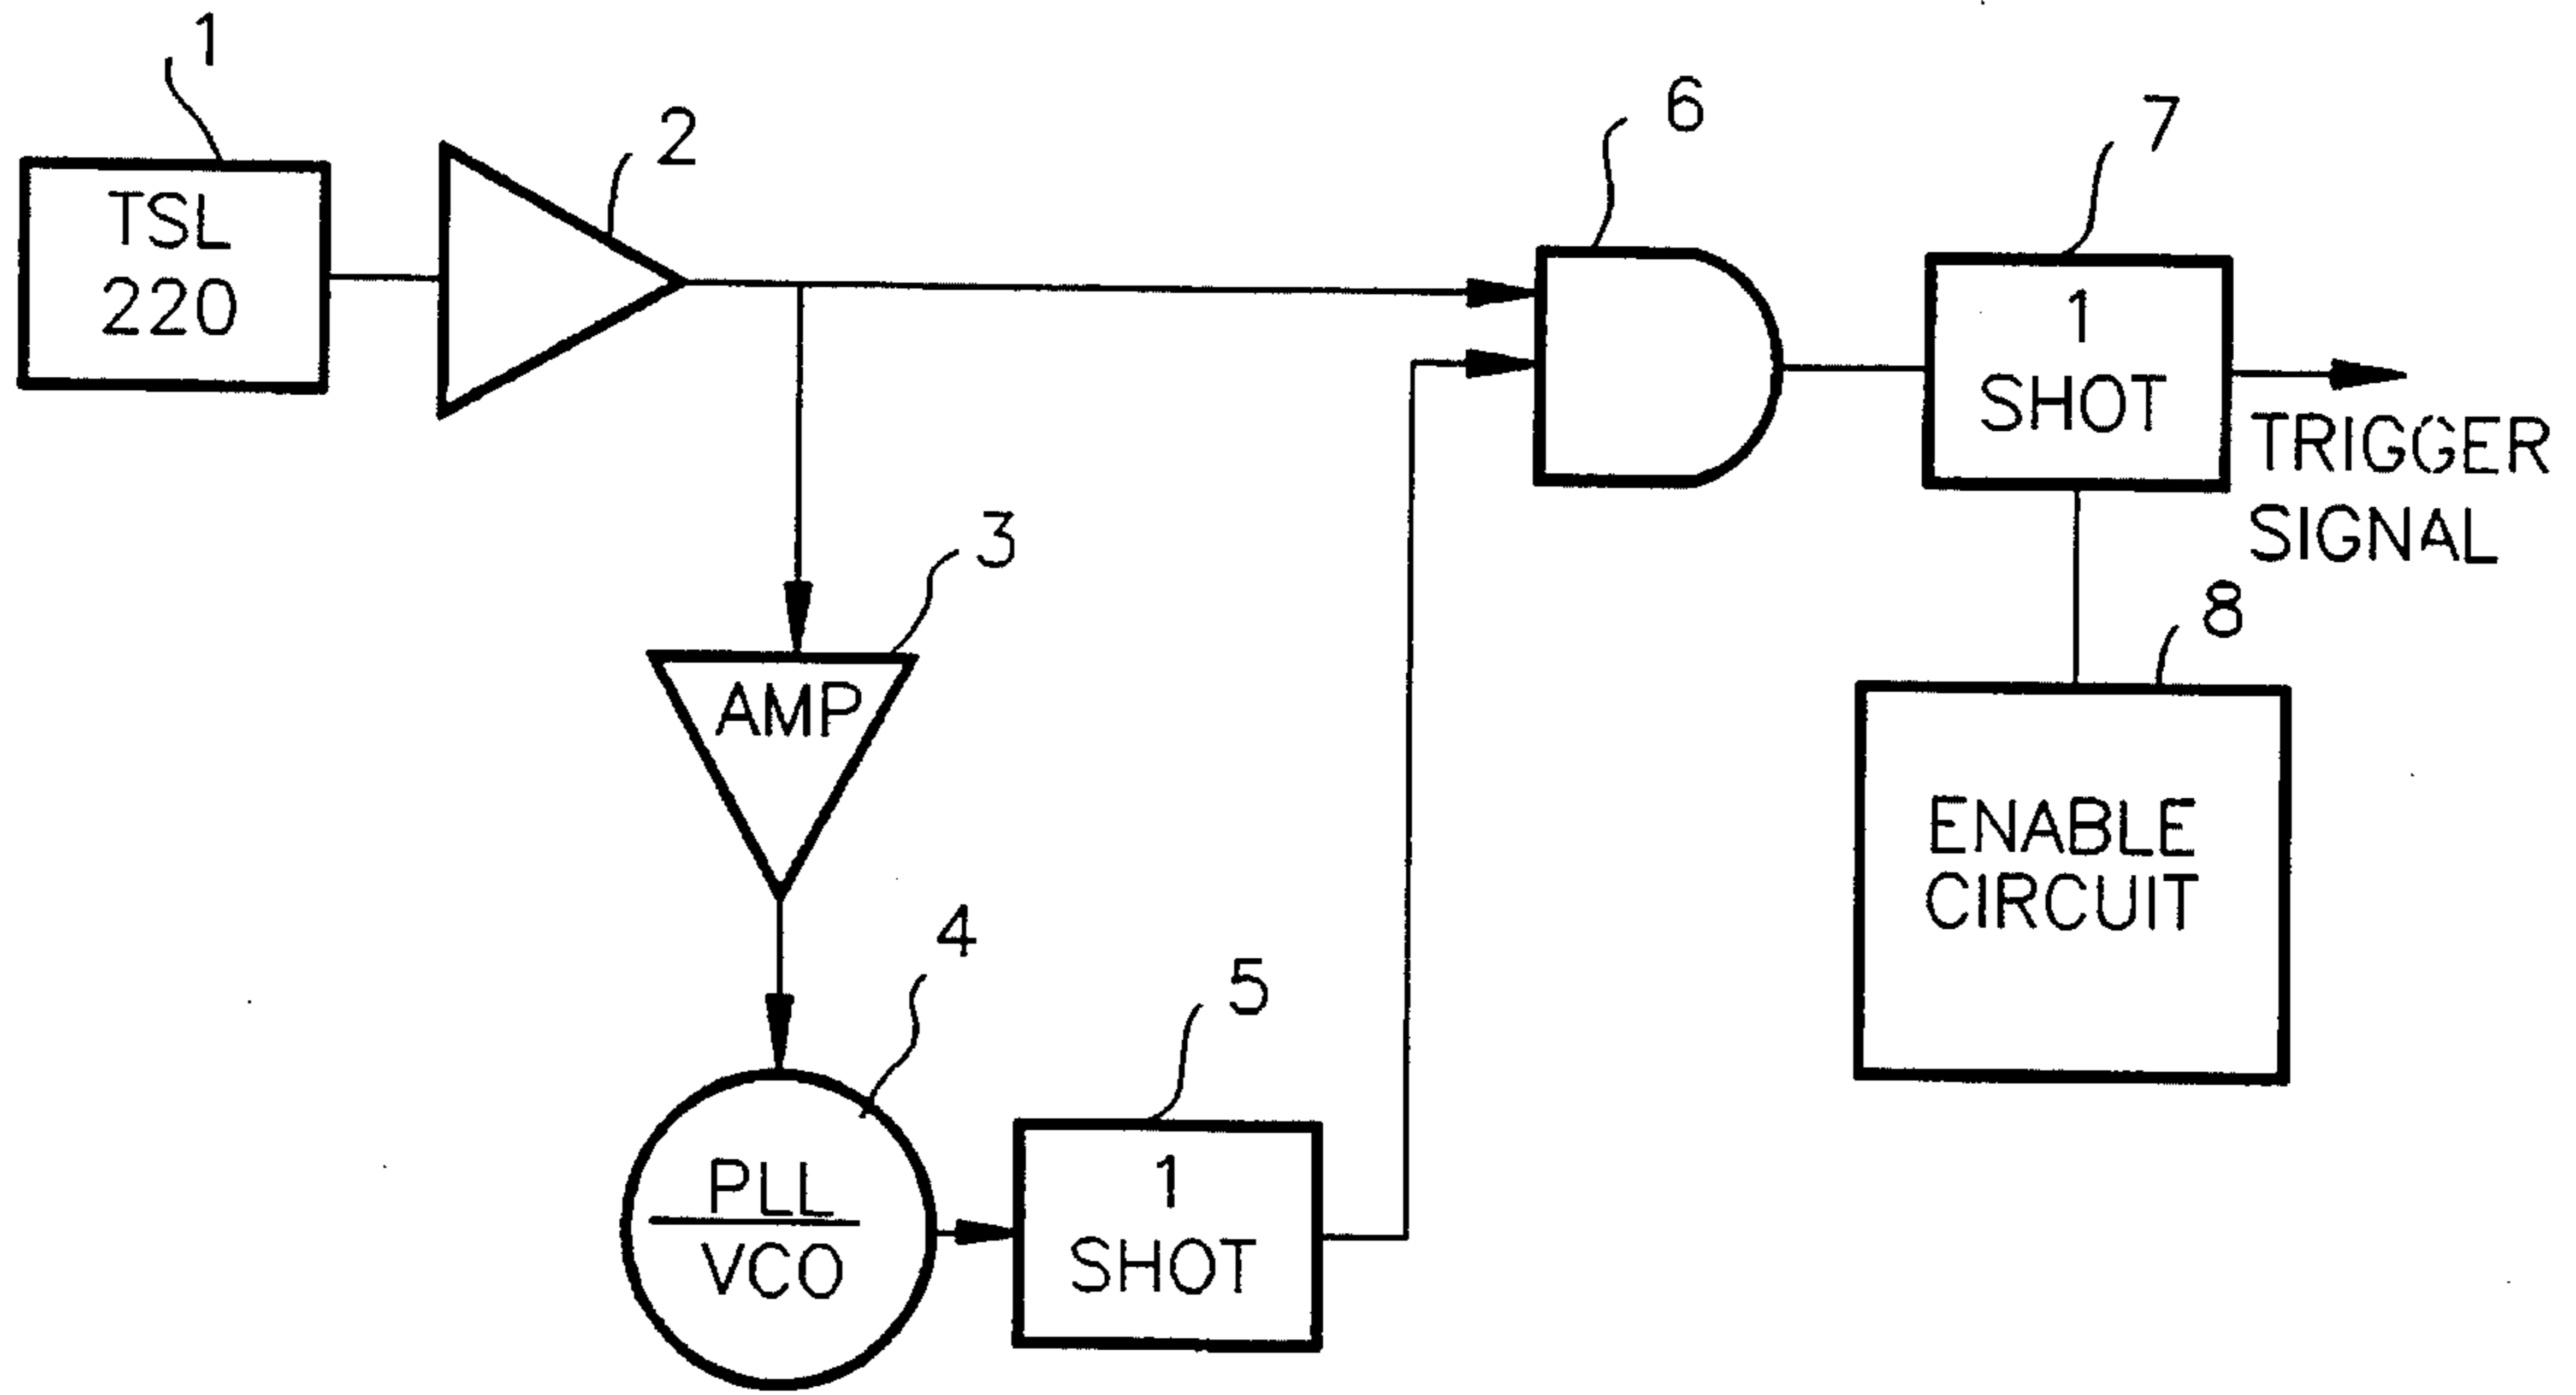 1
TSL
220
2
6
7
1
SHOT
TRIGGER
SIGNAL
3
AMP
8
ENABLE
CIRCUIT
4
PLL
VCO
5
1
SHOT